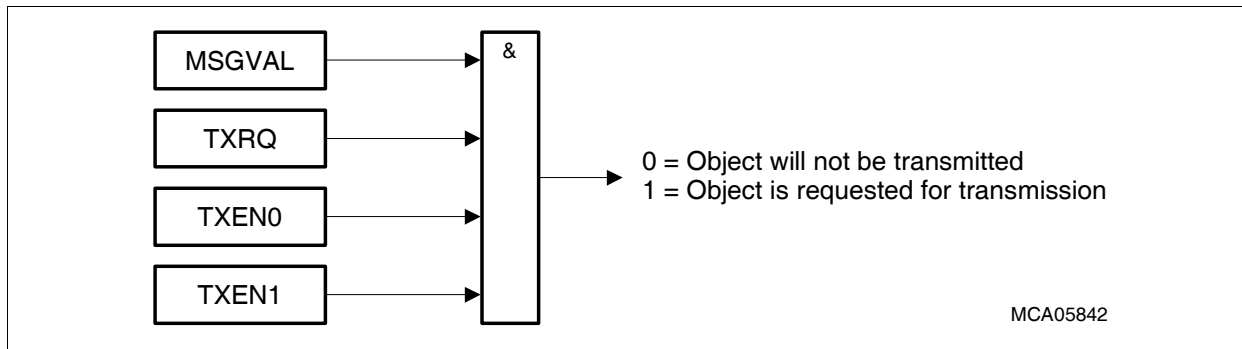 MSGVAL
&
TXRQ
TXEN0
TXEN1
0 = Object will not be transmitted
1 = Object is requested for transmission
MCA05842